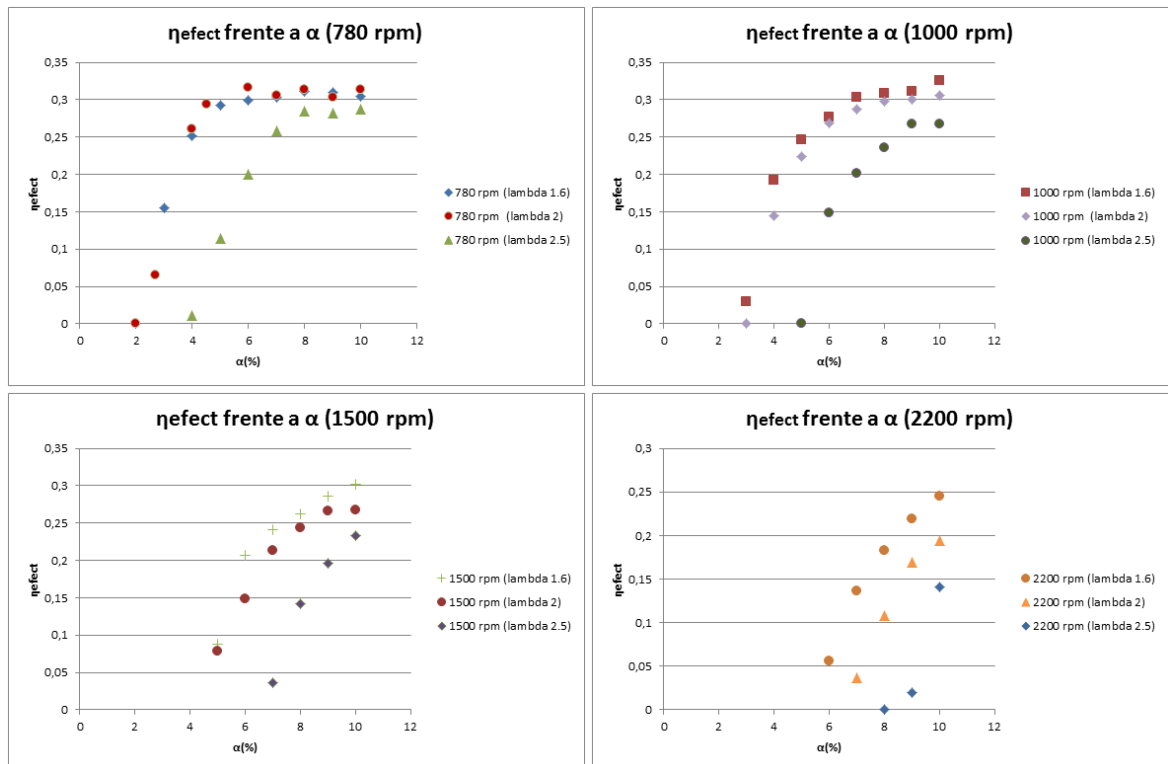 ηefect frente a α (780 rpm)
0,35
0,3
0,25
0,2
0,15
0,1
0,05
0
0 2 4 6 8 10 12
ηefect
α(%)
780 rpm (lambda 1.6)
780 rpm (lambda 2)
780 rpm (lambda 2.5)
ηefect frente a α (1000 rpm)
0,35
0,3
0,25
0,2
0,15
0,1
0,05
0
0 2 4 6 8 10 12
ηefect
α(%)
1000 rpm (lambda 1.6)
1000 rpm (lambda 2)
1000 rpm (lambda 2.5)
ηefect frente a α (1500 rpm)
0,35
0,3
0,25
0,2
0,15
0,1
0,05
0
0 2 4 6 8 10 12
ηefect
α(%)
1500 rpm (lambda 1.6)
1500 rpm (lambda 2)
1500 rpm (lambda 2.5)
ηefect frente a α (2200 rpm)
0,3
0,25
0,2
0,15
0,1
0,05
0
0 2 4 6 8 10 12
ηefect
α(%)
2200 rpm (lambda 1.6)
2200 rpm (lambda 2)
2200 rpm (lambda 2.5)